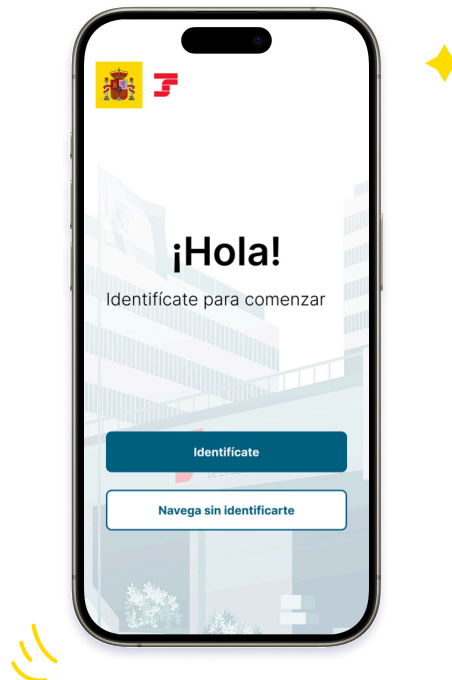 ¡Hola!
Identifícate para comenzar
Identifícate
Navega sin identificarte